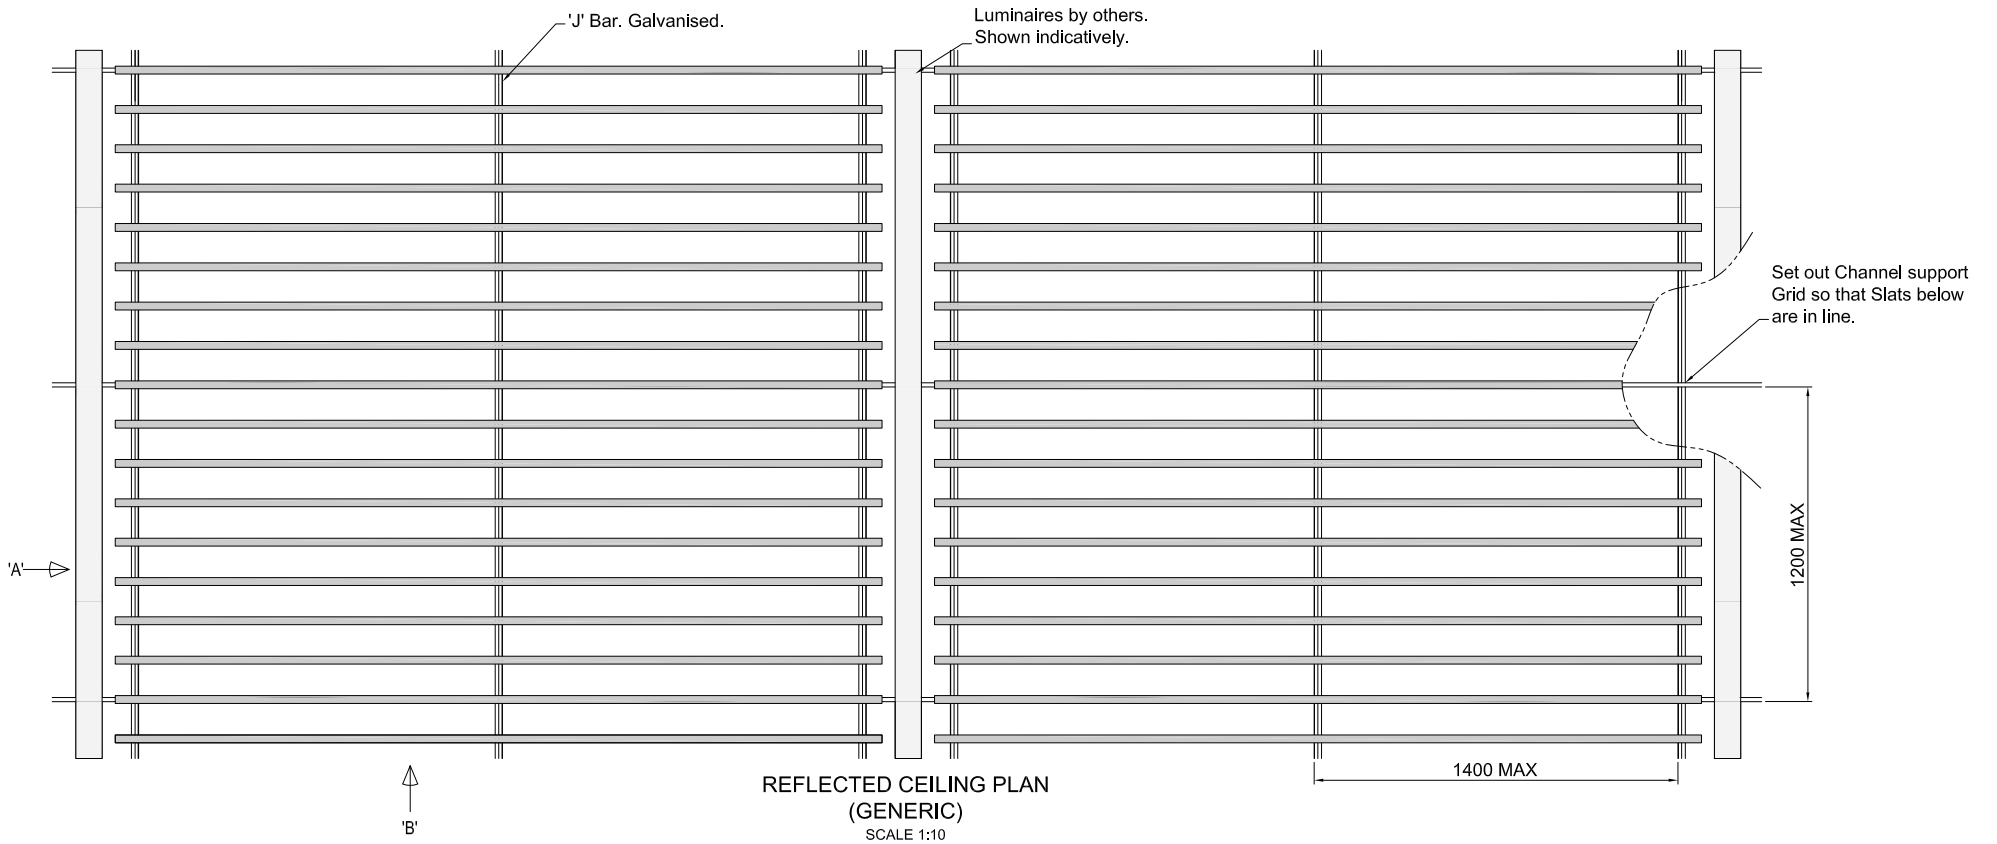 'J' Bar. Galvanised.
Luminaires by others.
Shown indicatively.
Set out Channel support
Grid so that Slats below
are in line.
1200 MAX
'A'
1400 MAX
REFLECTED CEILING PLAN
(GENERIC)
SCALE 1:10
'B'